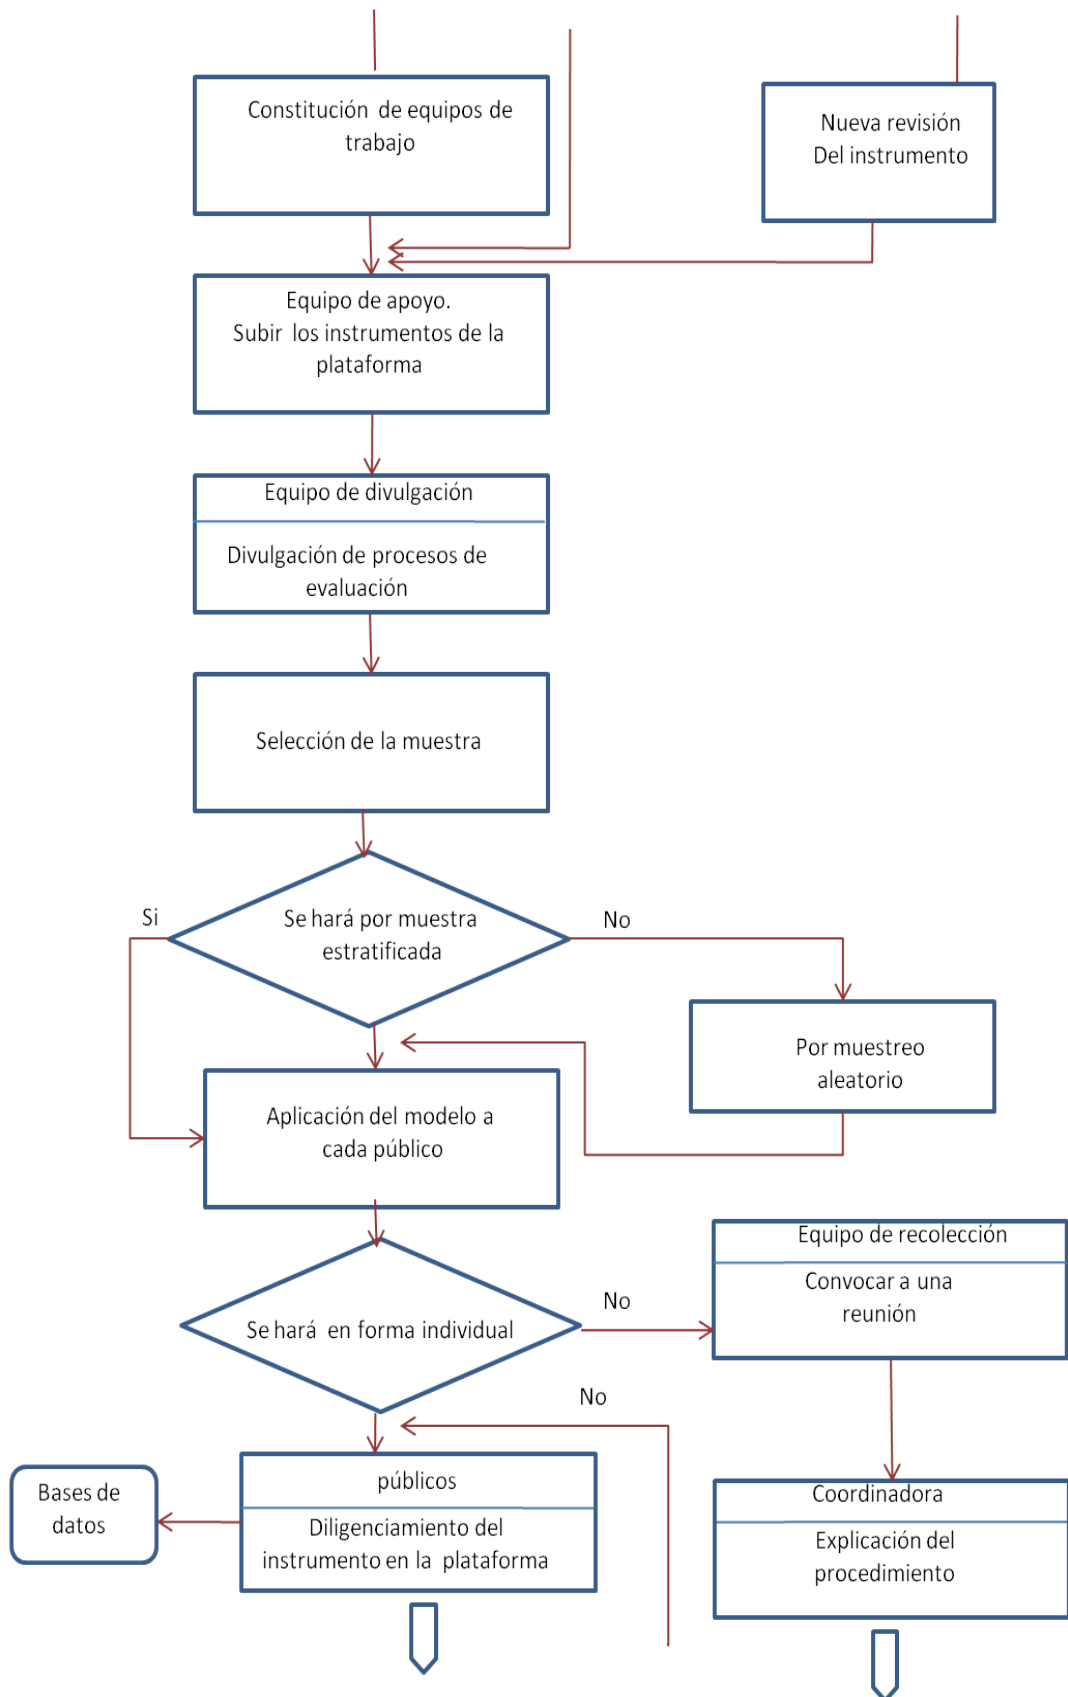 Constitución de equipos de
trabajo
Nueva revisión
Del instrumento
Equipo de apoyo.
Subir los instrumentos de la
plataforma
Equipo de divulgación
Divulgación de procesos de
evaluación
Selección de la muestra
Si
Se hará por muestra
estratificada
No
Por muestreo
aleatorio
Aplicación del modelo a
cada público
Equipo de recolección
Convocar a una
reunión
No
Se hará en forma individual
No
públicos
Diligenciamiento del
instrumento en la plataforma
Bases de
datos
Coordinadora
Explicación del
procedimiento